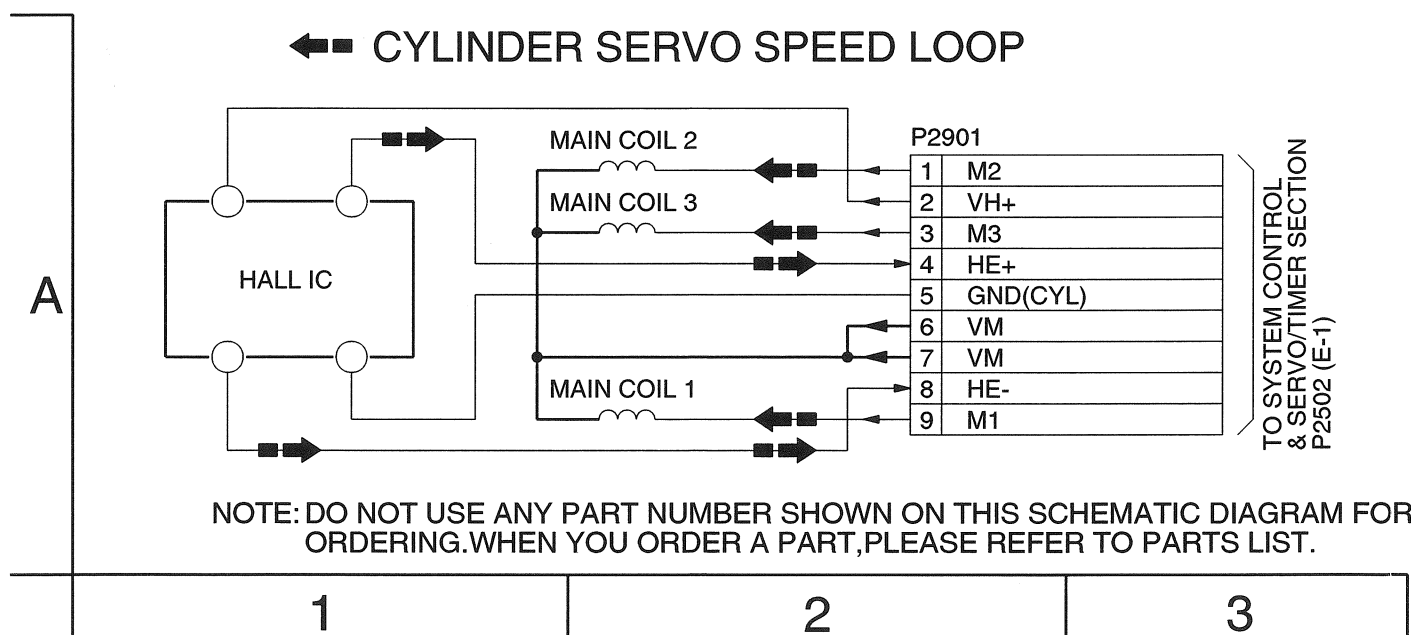 CYLINDER SERVO SPEED LOOP
MAIN COIL 2
P2901
1 M2
2 VH+
MAIN COIL 3
3 M3
4 HE+
HALL IC
5 GND(CYL)
6 VM
7 VM
MAIN COIL 1
8 HE-
9 M1
TO SYSTEM CONTROL
& SERVO/TIMER SECTION
P2502 (E-1)
A
NOTE: DO NOT USE ANY PART NUMBER SHOWN ON THIS SCHEMATIC DIAGRAM FOR
ORDERING.WHEN YOU ORDER A PART,PLEASE REFER TO PARTS LIST.
1 2 3